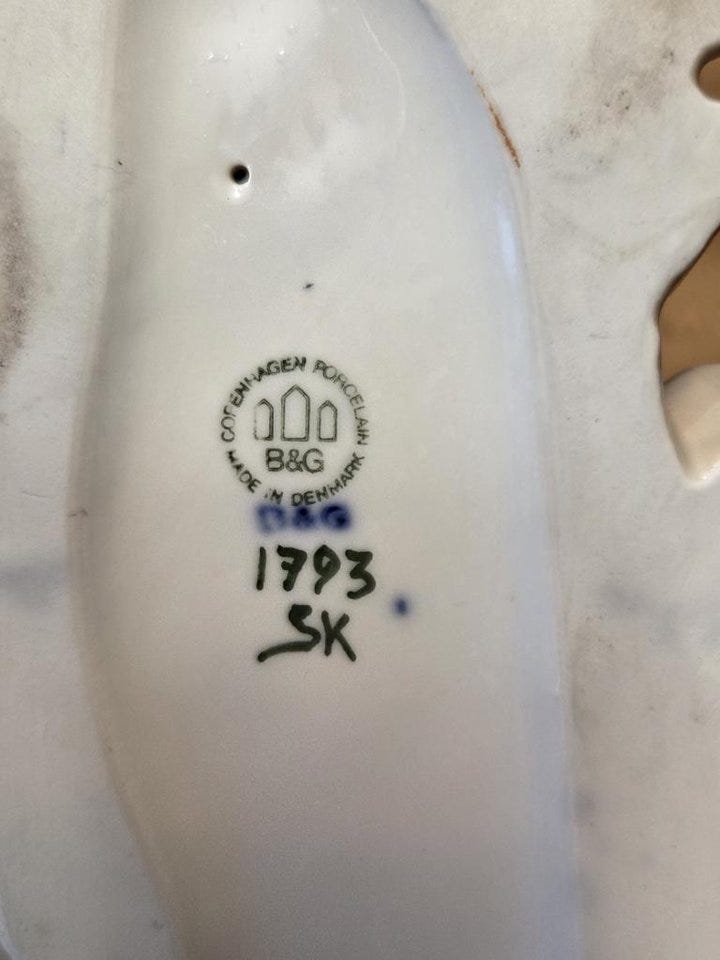 COPENHAGEN PORCELAIN
B&G
MADE IN DENMARK
B&G
1793
SK